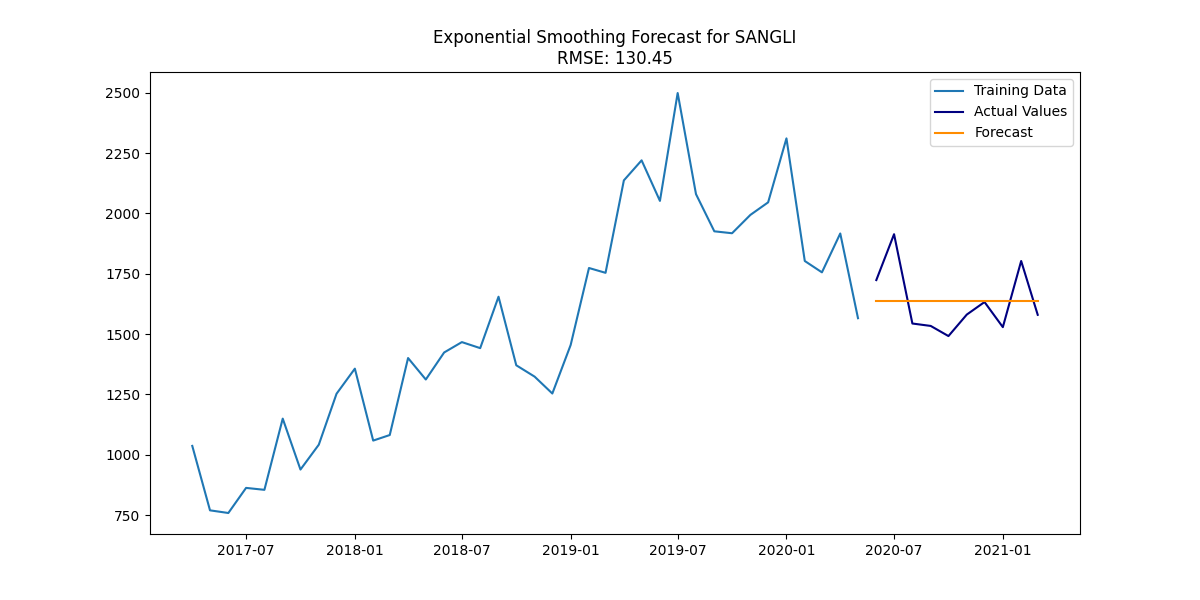 Exponential Smoothing Forecast for SANGLI
RMSE: 130.45
Training Data
Actual Values
Forecast
2500
2250
2000
1750
1500
1250
1000
750
2017-07 2018-01 2018-07 2019-01 2019-07 2020-01 2020-07 2021-01